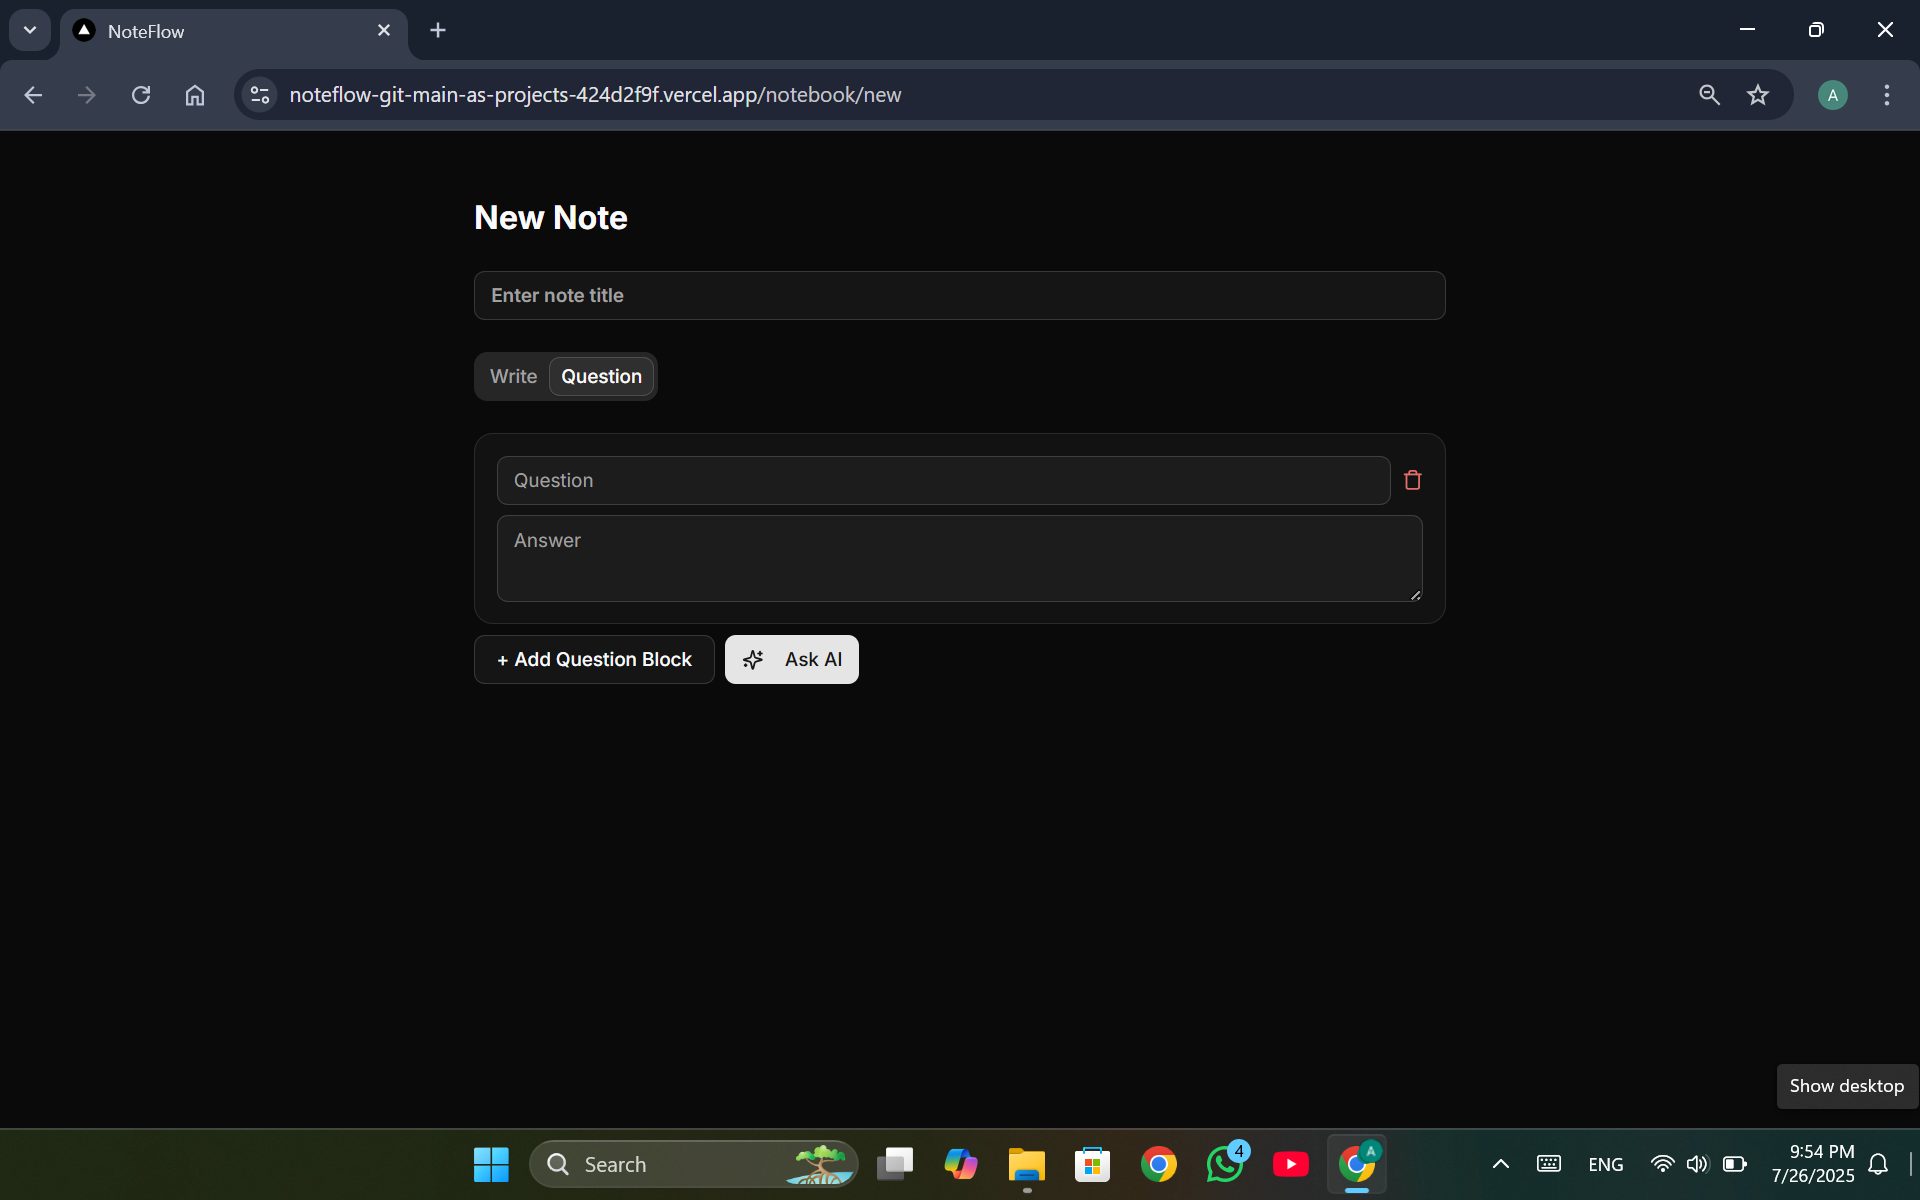 NoteFlow
noteflow-git-main-as-projects-424d2f9f.vercel.app/notebook/new
A
New Note
Enter note title
Write Question
Question
Answer
+ Add Question Block
Ask AI
Show desktop
Search
4
A
ENG
9:54 PM
7/26/2025